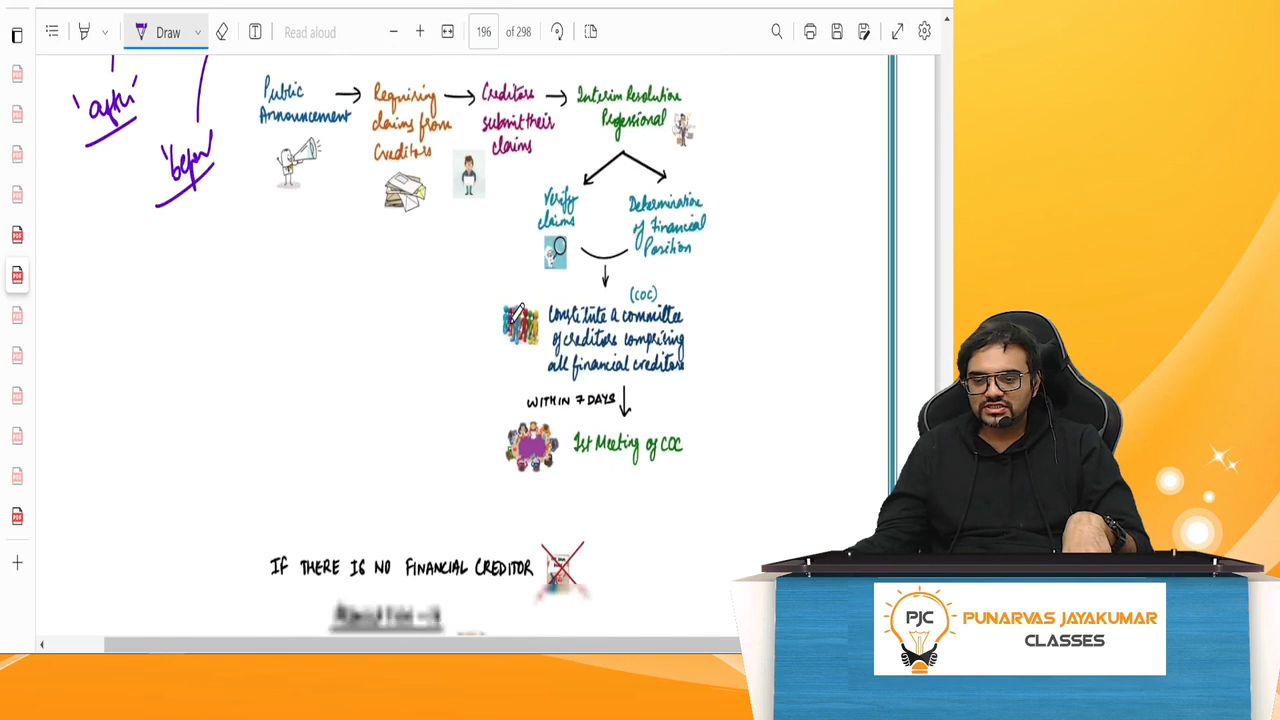 Draw
Read aloud
196
of 298
'after'
Public
Announcement
Requiring
claims from
Creditors
Creditors
submit their
claims
Interim Resolution
Professional
Verify
claims
Determination
of Financial
Position
(COC)
Constitute a committee
of creditors comprising
all financial creditors
WITHIN 7 DAYS
1st Meeting of COC
IF THERE IS NO FINANCIAL CREDITOR
PJC
PUNARVAS JAYAKUMAR
CLASSES